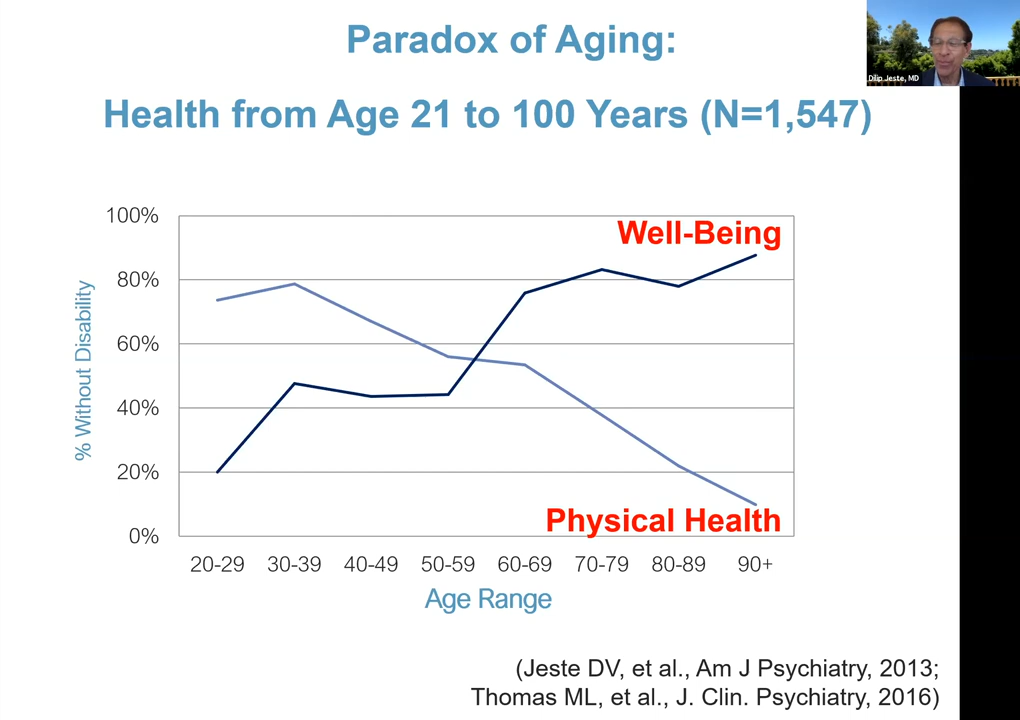 Paradox of Aging:
Health from Age 21 to 100 Years (N=1,547)
Dilip Jeste, MD
100%
80%
60%
40%
20%
0%
% Without Disability
Well-Being
Physical Health
20-29 30-39 40-49 50-59 60-69 70-79 80-89 90+
Age Range
(Jeste DV, et al., Am J Psychiatry, 2013;
Thomas ML, et al., J. Clin. Psychiatry, 2016)